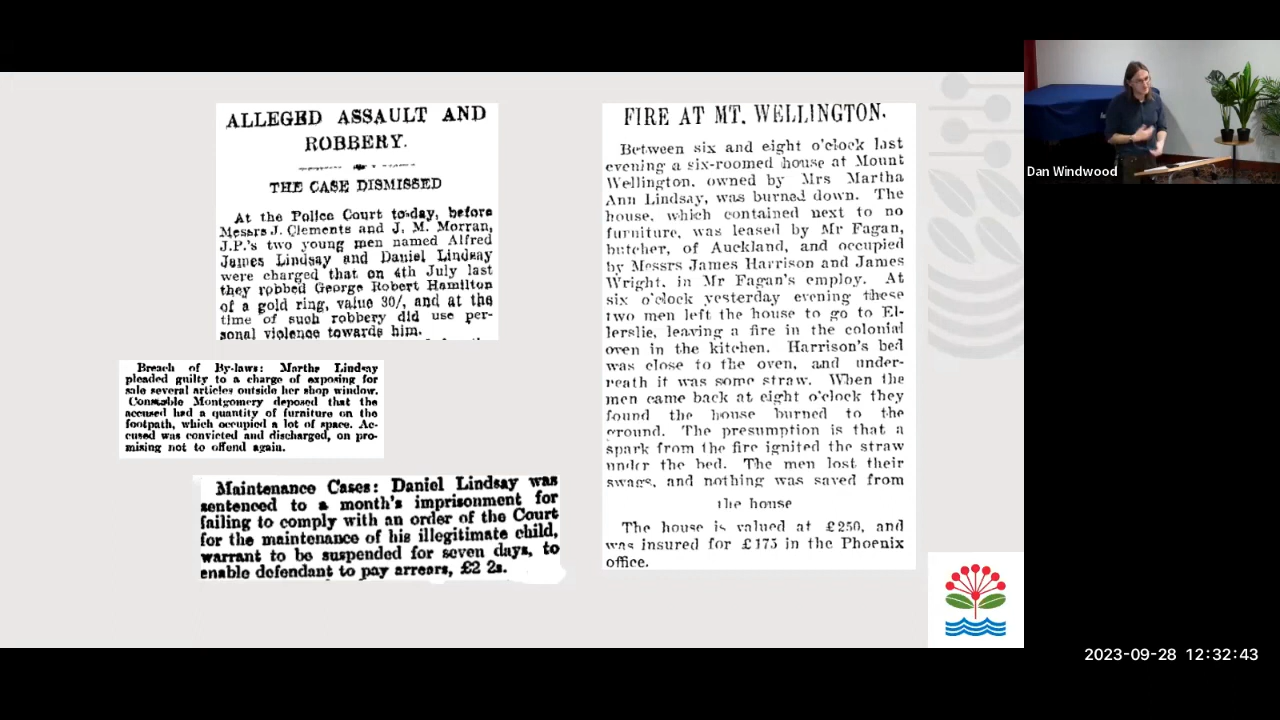 ALLEGED ASSAULT AND
ROBBERY.
THE CASE DISMISSED
At the Police Court to-day, before
Messrs J. Clements and J. M. Morran,
J.P.'s two young men named Alfred
James Lindsay and Daniel Lindsay
were charged that on 4th July last
they robbed George Robert Hamilton
of a gold ring, value 30/, and at the
time of such robbery did use per-
sonal violence towards him.
Breach of By-laws: Martha Lindsay
pleaded guilty to a charge of exposing for
sale several articles outside her shop window.
Constable Montgomery deposed that the
accused had a quantity of furniture on the
footpath, which occupied a lot of space. Ac-
cused was convicted and discharged, on pro-
mising not to offend again.
Maintenance Cases: Daniel Lindsay was
sentenced to a month's imprisonment for
failing to comply with an order of the Court
for the maintenance of his illegitimate child,
warrant to be suspended for seven days, to
enable defendant to pay arrears, £2 2s.
FIRE AT MT. WELLINGTON.
Between six and eight o'clock last
evening a six-roomed house at Mount
Wellington, owned by Mrs Martha
Ann Lindsay, was burned down. The
house, which contained next to no
furniture, was leased by Mr Fagan,
butcher, of Auckland, and occupied
by Messrs James Harrison and James
Wright, in Mr Fagan's employ. At
six o'clock yesterday evening these
two men left the house to go to El-
lerslie, leaving a fire in the colonial
oven in the kitchen. Harrison's bed
was close to the oven, and under-
neath it was some straw. When the
men came back at eight o'clock they
found the house burned to the
ground. The presumption is that a
spark from the fire ignited the straw
under the bed. The men lost their
swags, and nothing was saved from
the house
The house is valued at £250, and
was insured for £175 in the Phoenix
office.
Dan Windwood
2023-09-28 12:32:43